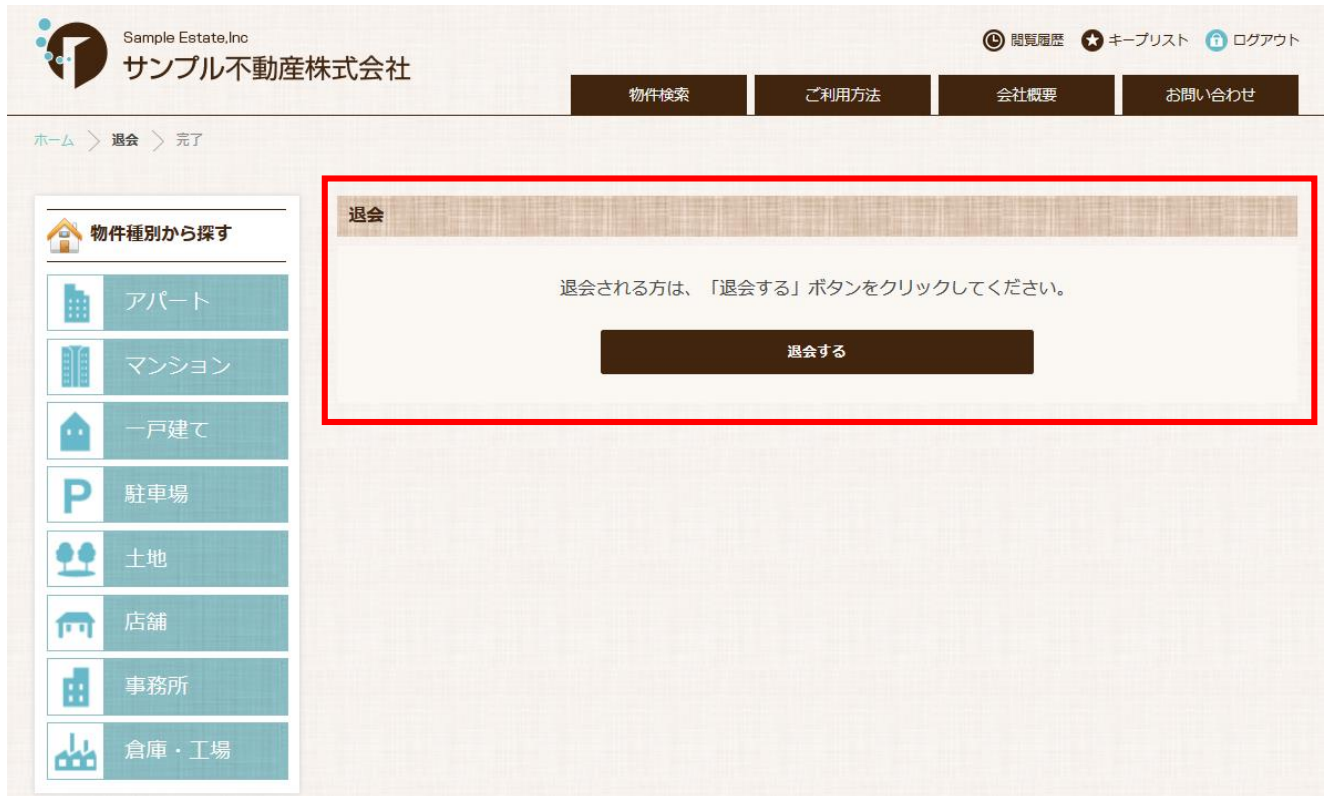 Sample Estate,Inc
サンプル不動産株式会社
閲覧履歴 キープリスト ログアウト
物件検索 ご利用方法 会社概要 お問い合わせ
ホーム 退会 完了
物件種別から探す
アパート
マンション
一戸建て
P 駐車場
土地
店舗
事務所
倉庫・工場
退会
退会される方は、「退会する」ボタンをクリックしてください。
退会する